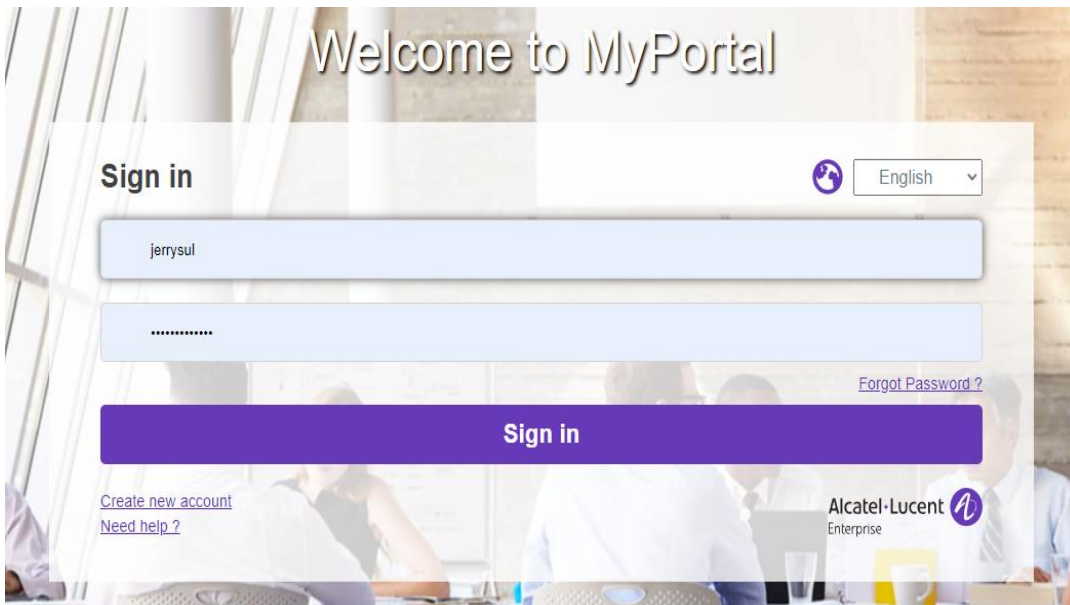 Welcome to MyPortal
Sign in
English
jerrysul
•••••••••••••
Forgot Password ?
Sign in
Create new account
Need help ?
Alcatel·Lucent
Enterprise